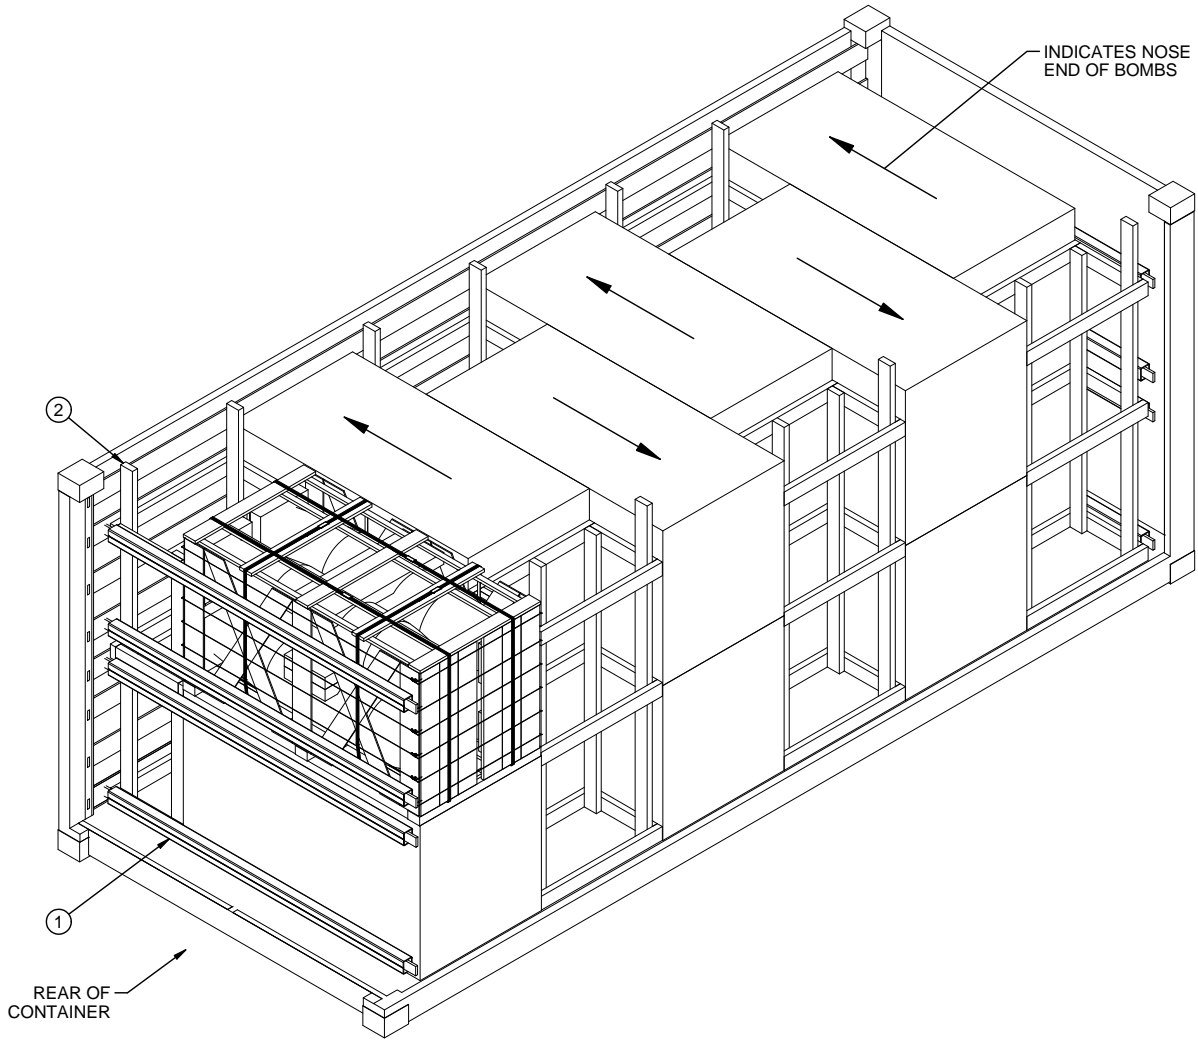 INDICATES NOSE
END OF BOMBS
2
1
REAR OF
CONTAINER